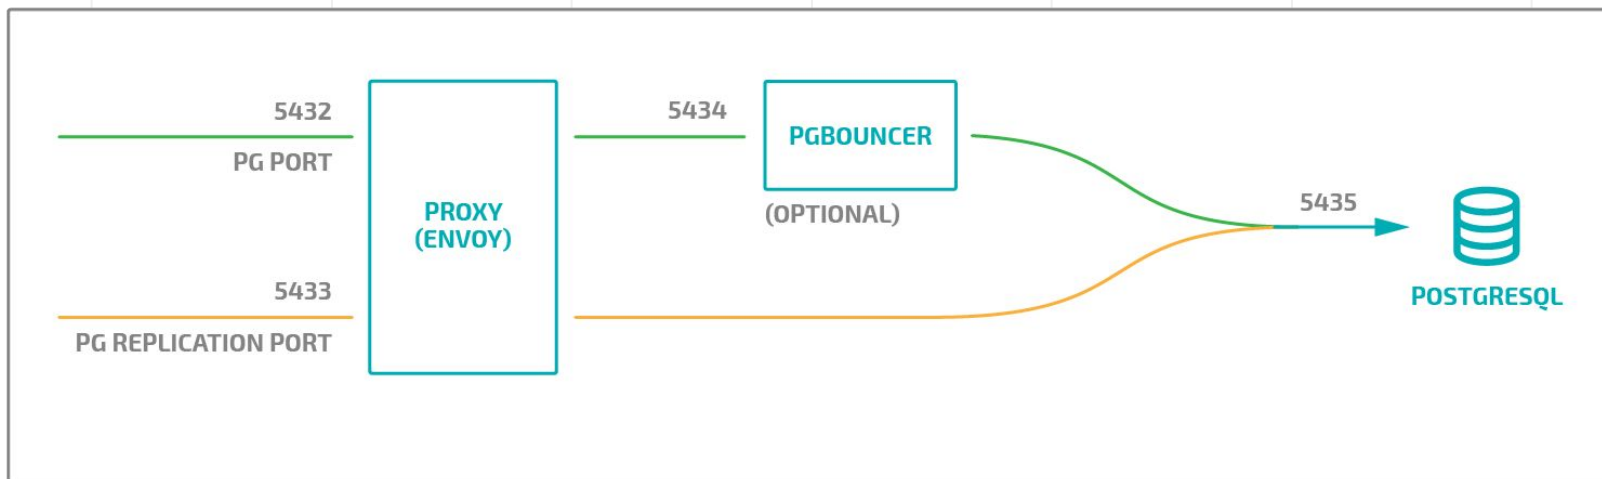 5432
PG PORT
5433
PG REPLICATION PORT
PROXY
(ENVOY)
5434
PGBOUNCER
(OPTIONAL)
5435
POSTGRESQL